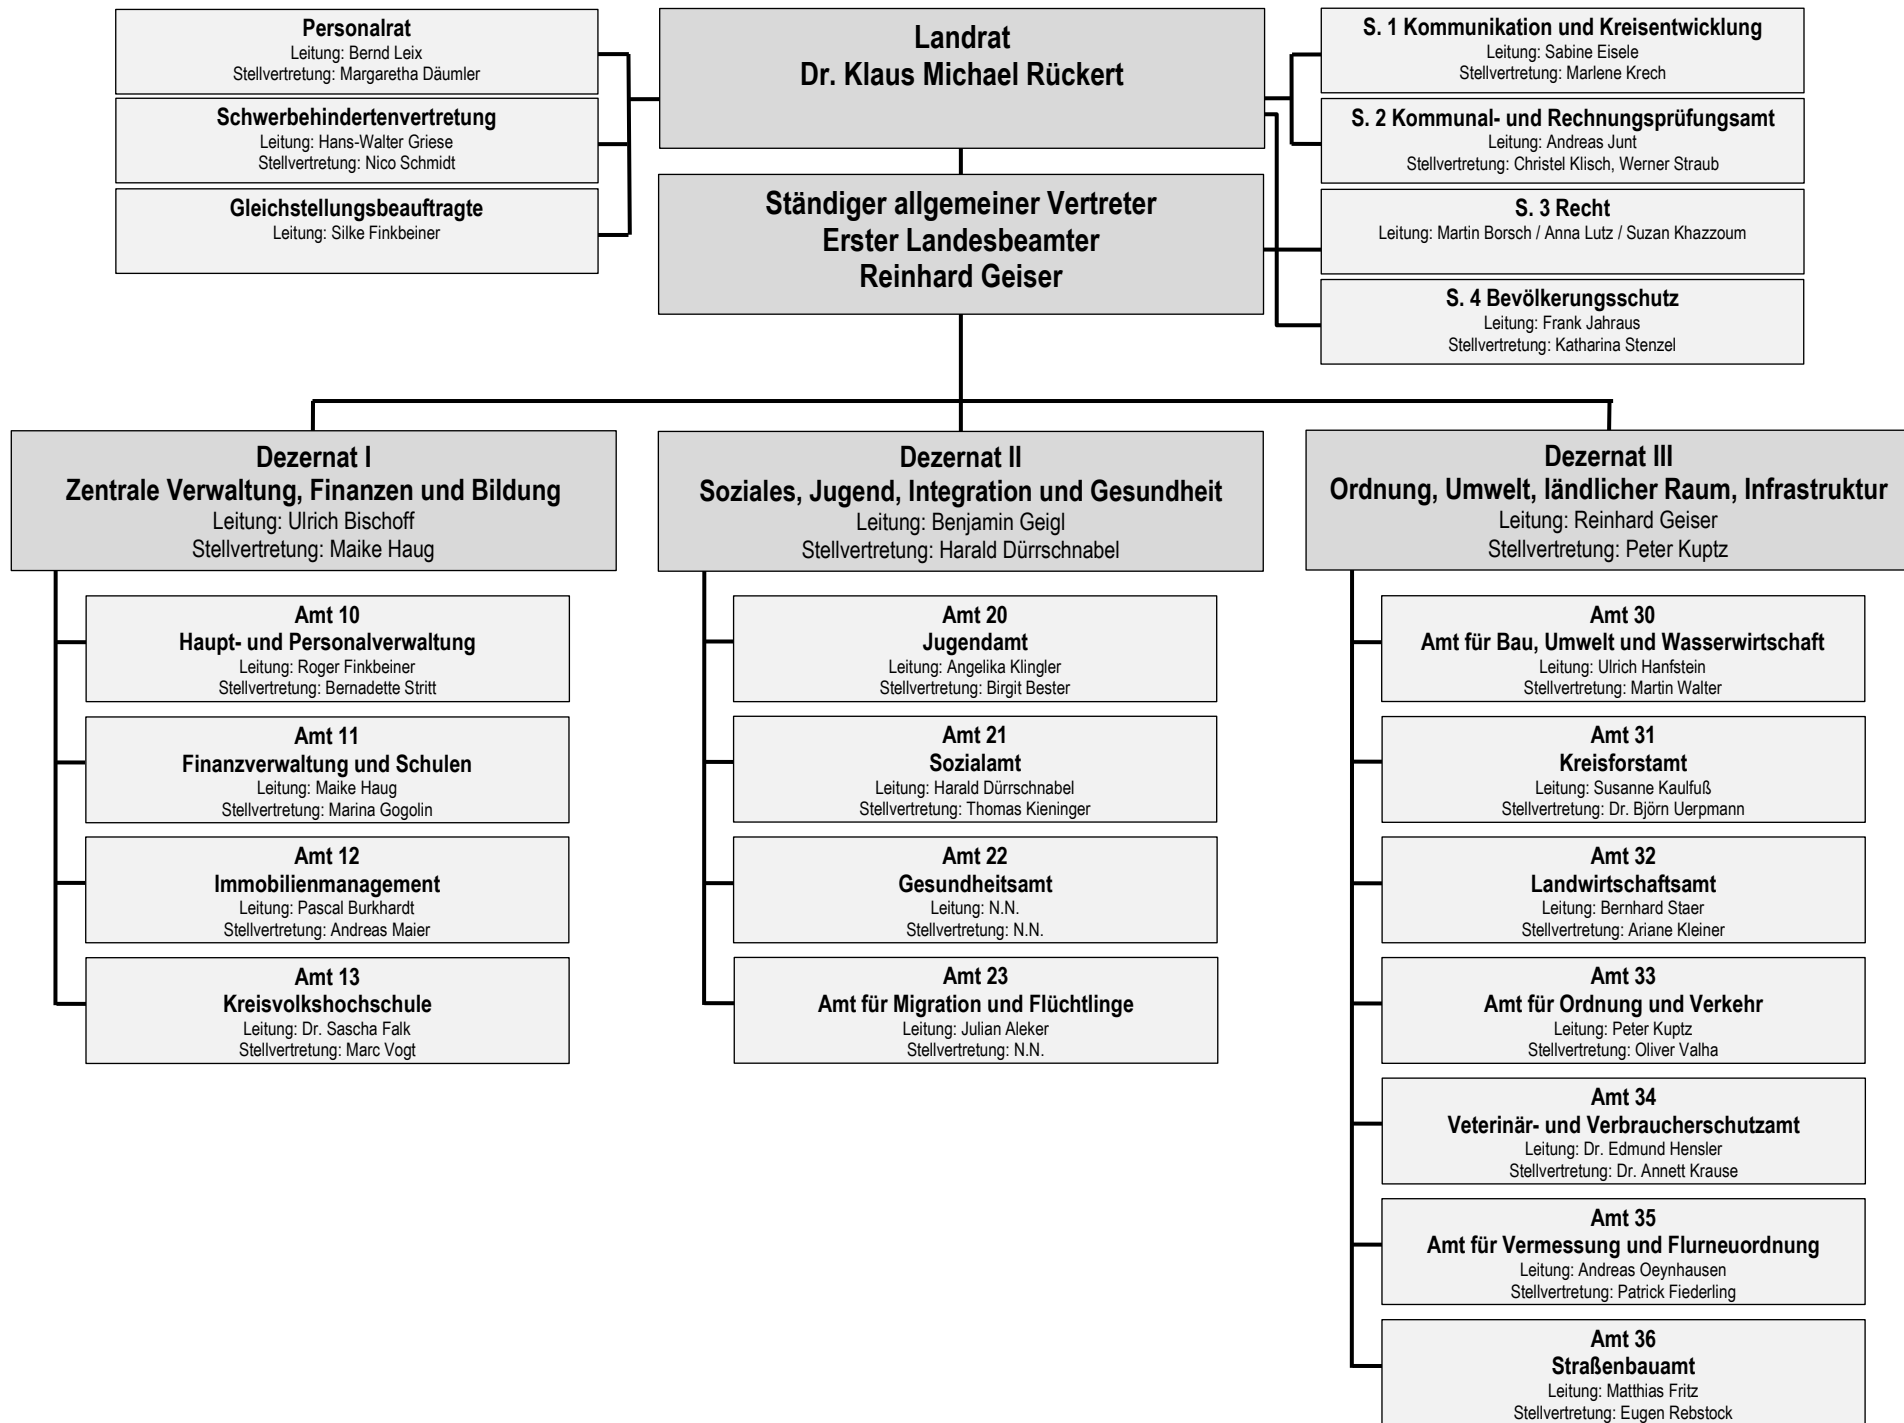 Personalrat
Leitung: Bernd Leix
Stellvertretung: Margaretha Däumler
Schwerbehindertenvertretung
Leitung: Hans-Walter Griese
Stellvertretung: Nico Schmidt
Gleichstellungsbeauftragte
Leitung: Silke Finkbeiner
Landrat
Dr. Klaus Michael Rückert
Ständiger allgemeiner Vertreter
Erster Landesbeamter
Reinhard Geiser
S. 1 Kommunikation und Kreisentwicklung
Leitung: Sabine Eisele
Stellvertretung: Marlene Krech
S. 2 Kommunal- und Rechnungsprüfungsamt
Leitung: Andreas Junt
Stellvertretung: Christel Klisch, Werner Straub
S. 3 Recht
Leitung: Martin Borsch / Anna Lutz / Suzan Khazzoum
S. 4 Bevölkerungsschutz
Leitung: Frank Jahraus
Stellvertretung: Katharina Stenzel
Dezernat I
Zentrale Verwaltung, Finanzen und Bildung
Leitung: Ulrich Bischoff
Stellvertretung: Maike Haug
Amt 10
Haupt- und Personalverwaltung
Leitung: Roger Finkbeiner
Stellvertretung: Bernadette Stritt
Amt 11
Finanzverwaltung und Schulen
Leitung: Maike Haug
Stellvertretung: Marina Gogolin
Amt 12
Immobilienmanagement
Leitung: Pascal Burkhardt
Stellvertretung: Andreas Maier
Amt 13
Kreisvolkshochschule
Leitung: Dr. Sascha Falk
Stellvertretung: Marc Vogt
Dezernat II
Soziales, Jugend, Integration und Gesundheit
Leitung: Benjamin Geigl
Stellvertretung: Harald Dürrschnabel
Amt 20
Jugendamt
Leitung: Angelika Klingler
Stellvertretung: Birgit Bester
Amt 21
Sozialamt
Leitung: Harald Dürrschnabel
Stellvertretung: Thomas Kieninger
Amt 22
Gesundheitsamt
Leitung: N.N.
Stellvertretung: N.N.
Amt 23
Amt für Migration und Flüchtlinge
Leitung: Julian Aleker
Stellvertretung: N.N.
Dezernat III
Ordnung, Umwelt, ländlicher Raum, Infrastruktur
Leitung: Reinhard Geiser
Stellvertretung: Peter Kuptz
Amt 30
Amt für Bau, Umwelt und Wasserwirtschaft
Leitung: Ulrich Hanfstein
Stellvertretung: Martin Walter
Amt 31
Kreisforstamt
Leitung: Susanne Kaulfuß
Stellvertretung: Dr. Björn Uerpmann
Amt 32
Landwirtschaftsamt
Leitung: Bernhard Staer
Stellvertretung: Ariane Kleiner
Amt 33
Amt für Ordnung und Verkehr
Leitung: Peter Kuptz
Stellvertretung: Oliver Valha
Amt 34
Veterinär- und Verbraucherschutzamt
Leitung: Dr. Edmund Hensler
Stellvertretung: Dr. Annett Krause
Amt 35
Amt für Vermessung und Flurneuordnung
Leitung: Andreas Oeynhausen
Stellvertretung: Patrick Fiederling
Amt 36
Straßenbauamt
Leitung: Matthias Fritz
Stellvertretung: Eugen Rebstock